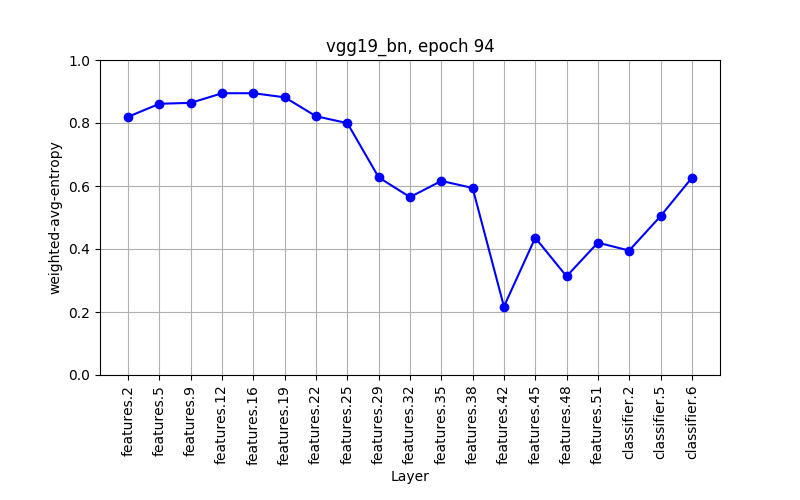 vgg19_bn, epoch 94
weighted-avg-entropy
1.0
0.8
0.6
0.4
0.2
0.0
features.2
features.5
features.9
features.12
features.16
features.19
features.22
features.25
features.29
features.32
features.35
features.38
features.42
features.45
features.48
features.51
classifier.2
classifier.5
classifier.6
Layer